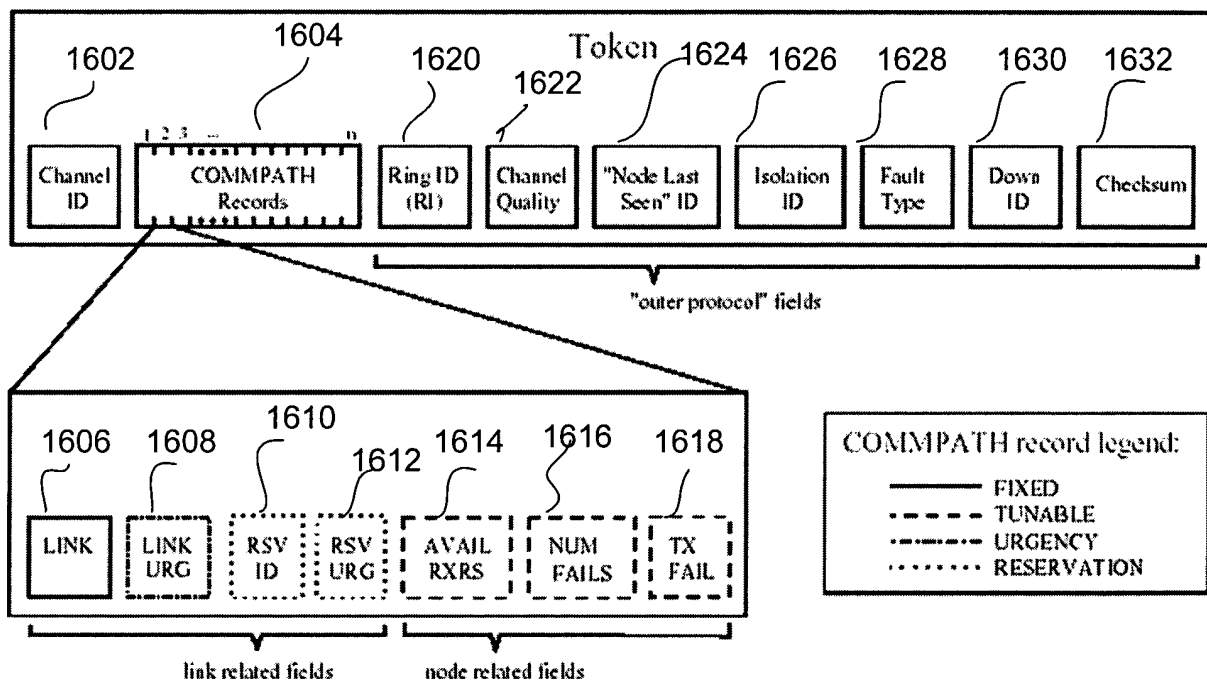 Token
1602
1604
1620
1622
1624
1626
1628
1630
1632
1 2 3 ... n
Channel ID
COMMPATH Records
Ring ID (RI)
Channel Quality
"Node Last Seen" ID
Isolation ID
Fault Type
Down ID
Checksum
"outer protocol" fields
1606
1608
1610
1612
1614
1616
1618
LINK
LINK URG
RSV ID
RSV URG
AVAIL RXRS
NUM FAILS
TX FAIL
link related fields
node related fields
COMMPATH record legend:
FIXED
TUNABLE
URGENCY
RESERVATION